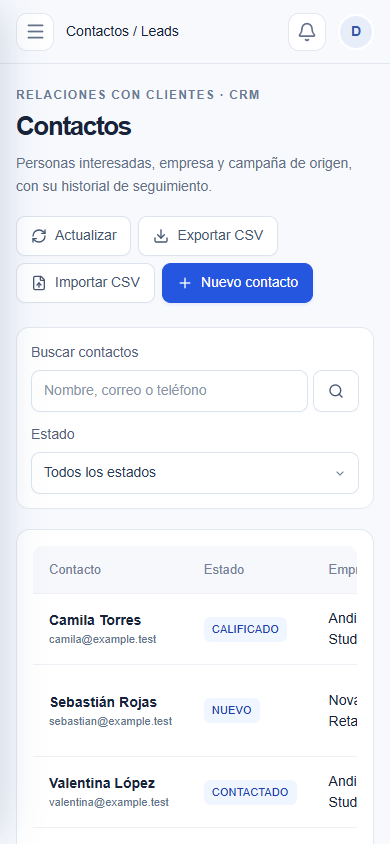 Contactos / Leads
D
RELACIONES CON CLIENTES · CRM
Contactos
Personas interesadas, empresa y campaña de origen,
con su historial de seguimiento.
Actualizar
Exportar CSV
Importar CSV
Nuevo contacto
Buscar contactos
Nombre, correo o teléfono
Estado
Todos los estados
Contacto Estado
Camila Torres
camila@example.test
CALIFICADO
Sebastián Rojas
sebastian@example.test
NUEVO
Valentina López
valentina@example.test
CONTACTADO